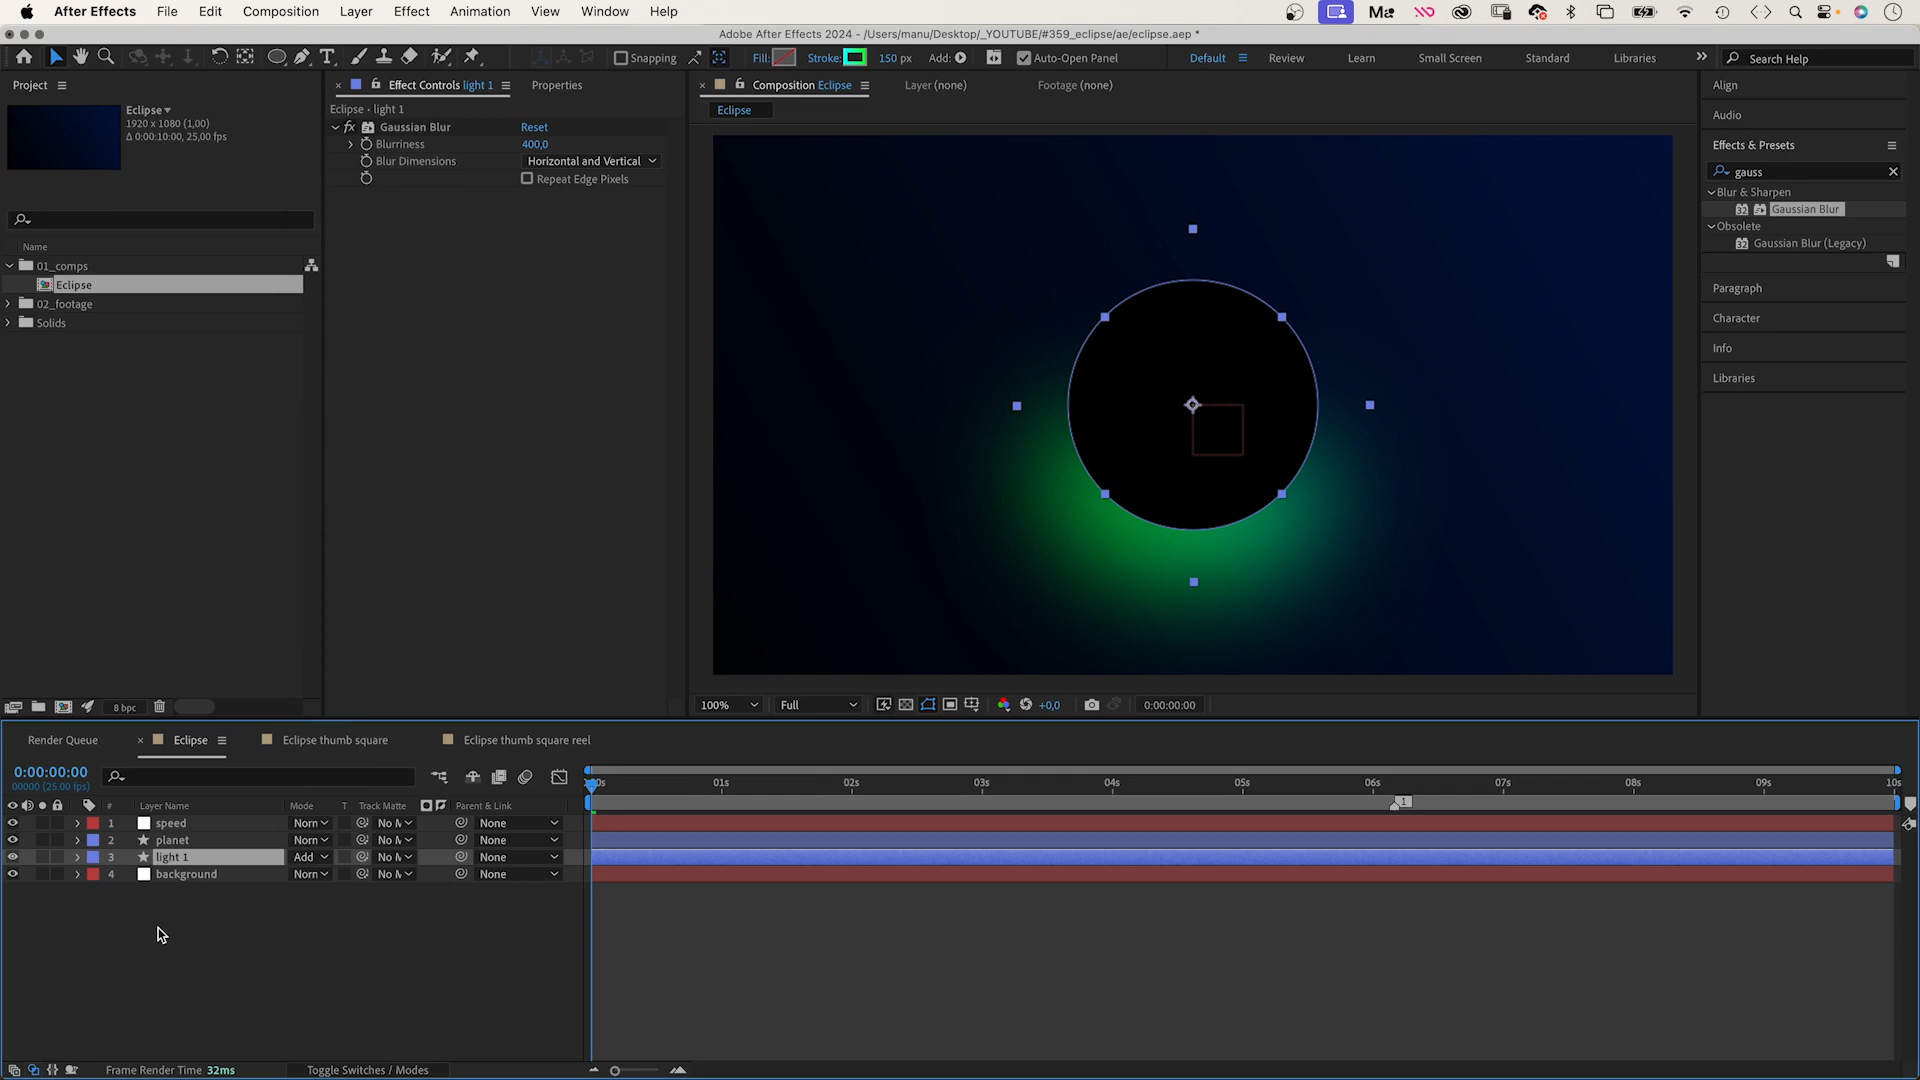 After Effects File Edit Composition Layer Effect Animation View Window Help
Adobe After Effects 2024 - /Users/manu/Desktop/_YOUTUBE/#359_eclipse/ae/eclipse.aep *
Snapping Fill: Stroke: 150 px Add: Auto-Open Panel Default Review Learn Small Screen Standard Libraries Search Help
Project
Eclipse
1920 x 1080 (1,00)
Δ 0:00:10:00, 25,00 fps
Name
01_comps
Eclipse
02_footage
Solids
8 bpc
Effect Controls light 1 Properties
Eclipse • light 1
fx Gaussian Blur Reset
Blurriness 400,0
Blur Dimensions Horizontal and Vertical
Repeat Edge Pixels
Composition Eclipse Layer (none) Footage (none)
Eclipse
100% Full +0,0 0:00:00:00
Align
Audio
Effects & Presets
gauss
Blur & Sharpen
32 Gaussian Blur
Obsolete
32 Gaussian Blur (Legacy)
Paragraph
Character
Info
Libraries
Render Queue Eclipse Eclipse thumb square Eclipse thumb square reel
0:00:00:00
00000 (25.00 fps)
01s 02s 03s 04s 05s 06s 07s 08s 09s 10s
1
# Layer Name Mode T Track Matte Parent & Link
1 speed Norn No M None
2 planet Norn No M None
3 light 1 Add No M None
4 background Norn No M None
Frame Render Time 32ms Toggle Switches / Modes